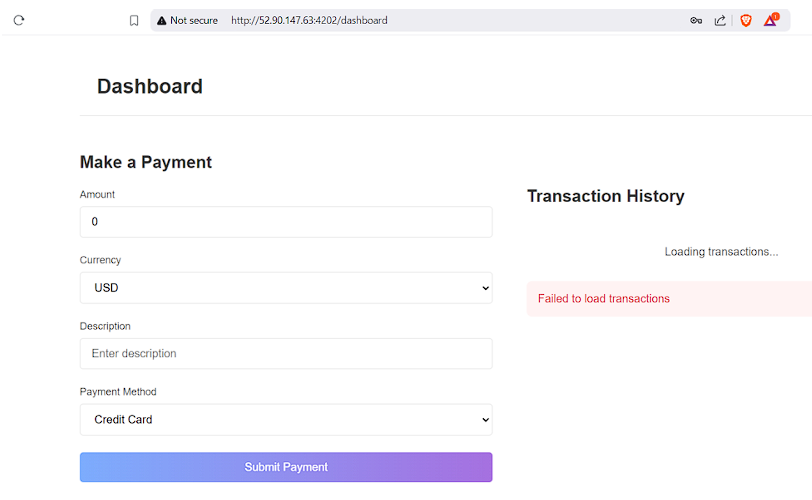 Not secure http://52.90.147.63:4202/dashboard
Dashboard
Make a Payment
Amount
0
Currency
USD
Description
Enter description
Payment Method
Credit Card
Submit Payment
Transaction History
Loading transactions...
Failed to load transactions